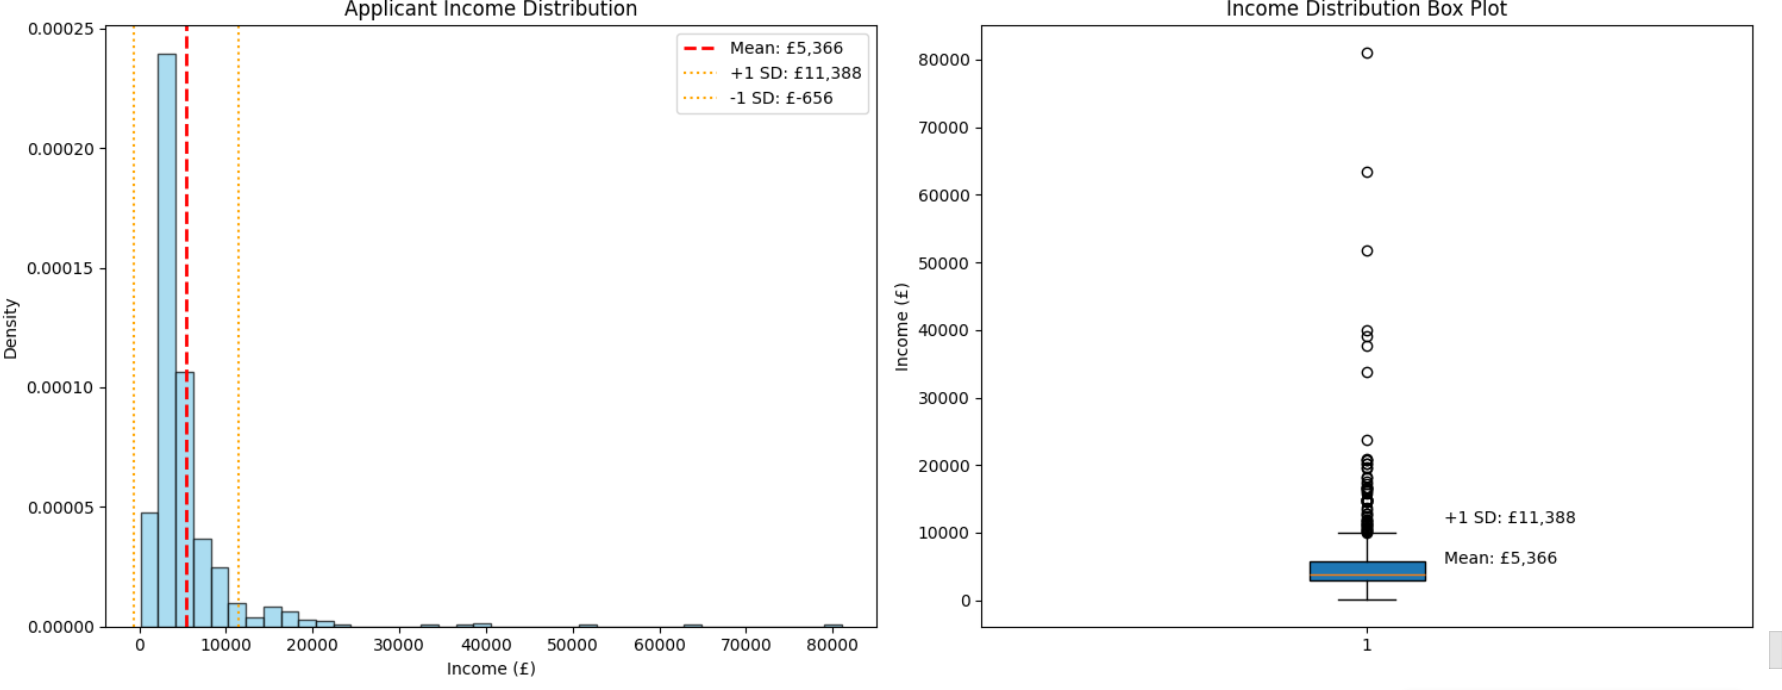 Applicant Income Distribution
Mean: £5,366
+1 SD: £11,388
-1 SD: £-656
0.00025
0.00020
0.00015
0.00010
0.00005
0.00000
Density
0
10000
20000
30000
40000
50000
60000
70000
80000
Income (£)
Income Distribution Box Plot
80000
70000
60000
50000
40000
30000
20000
10000
0
Income (£)
+1 SD: £11,388
Mean: £5,366
1